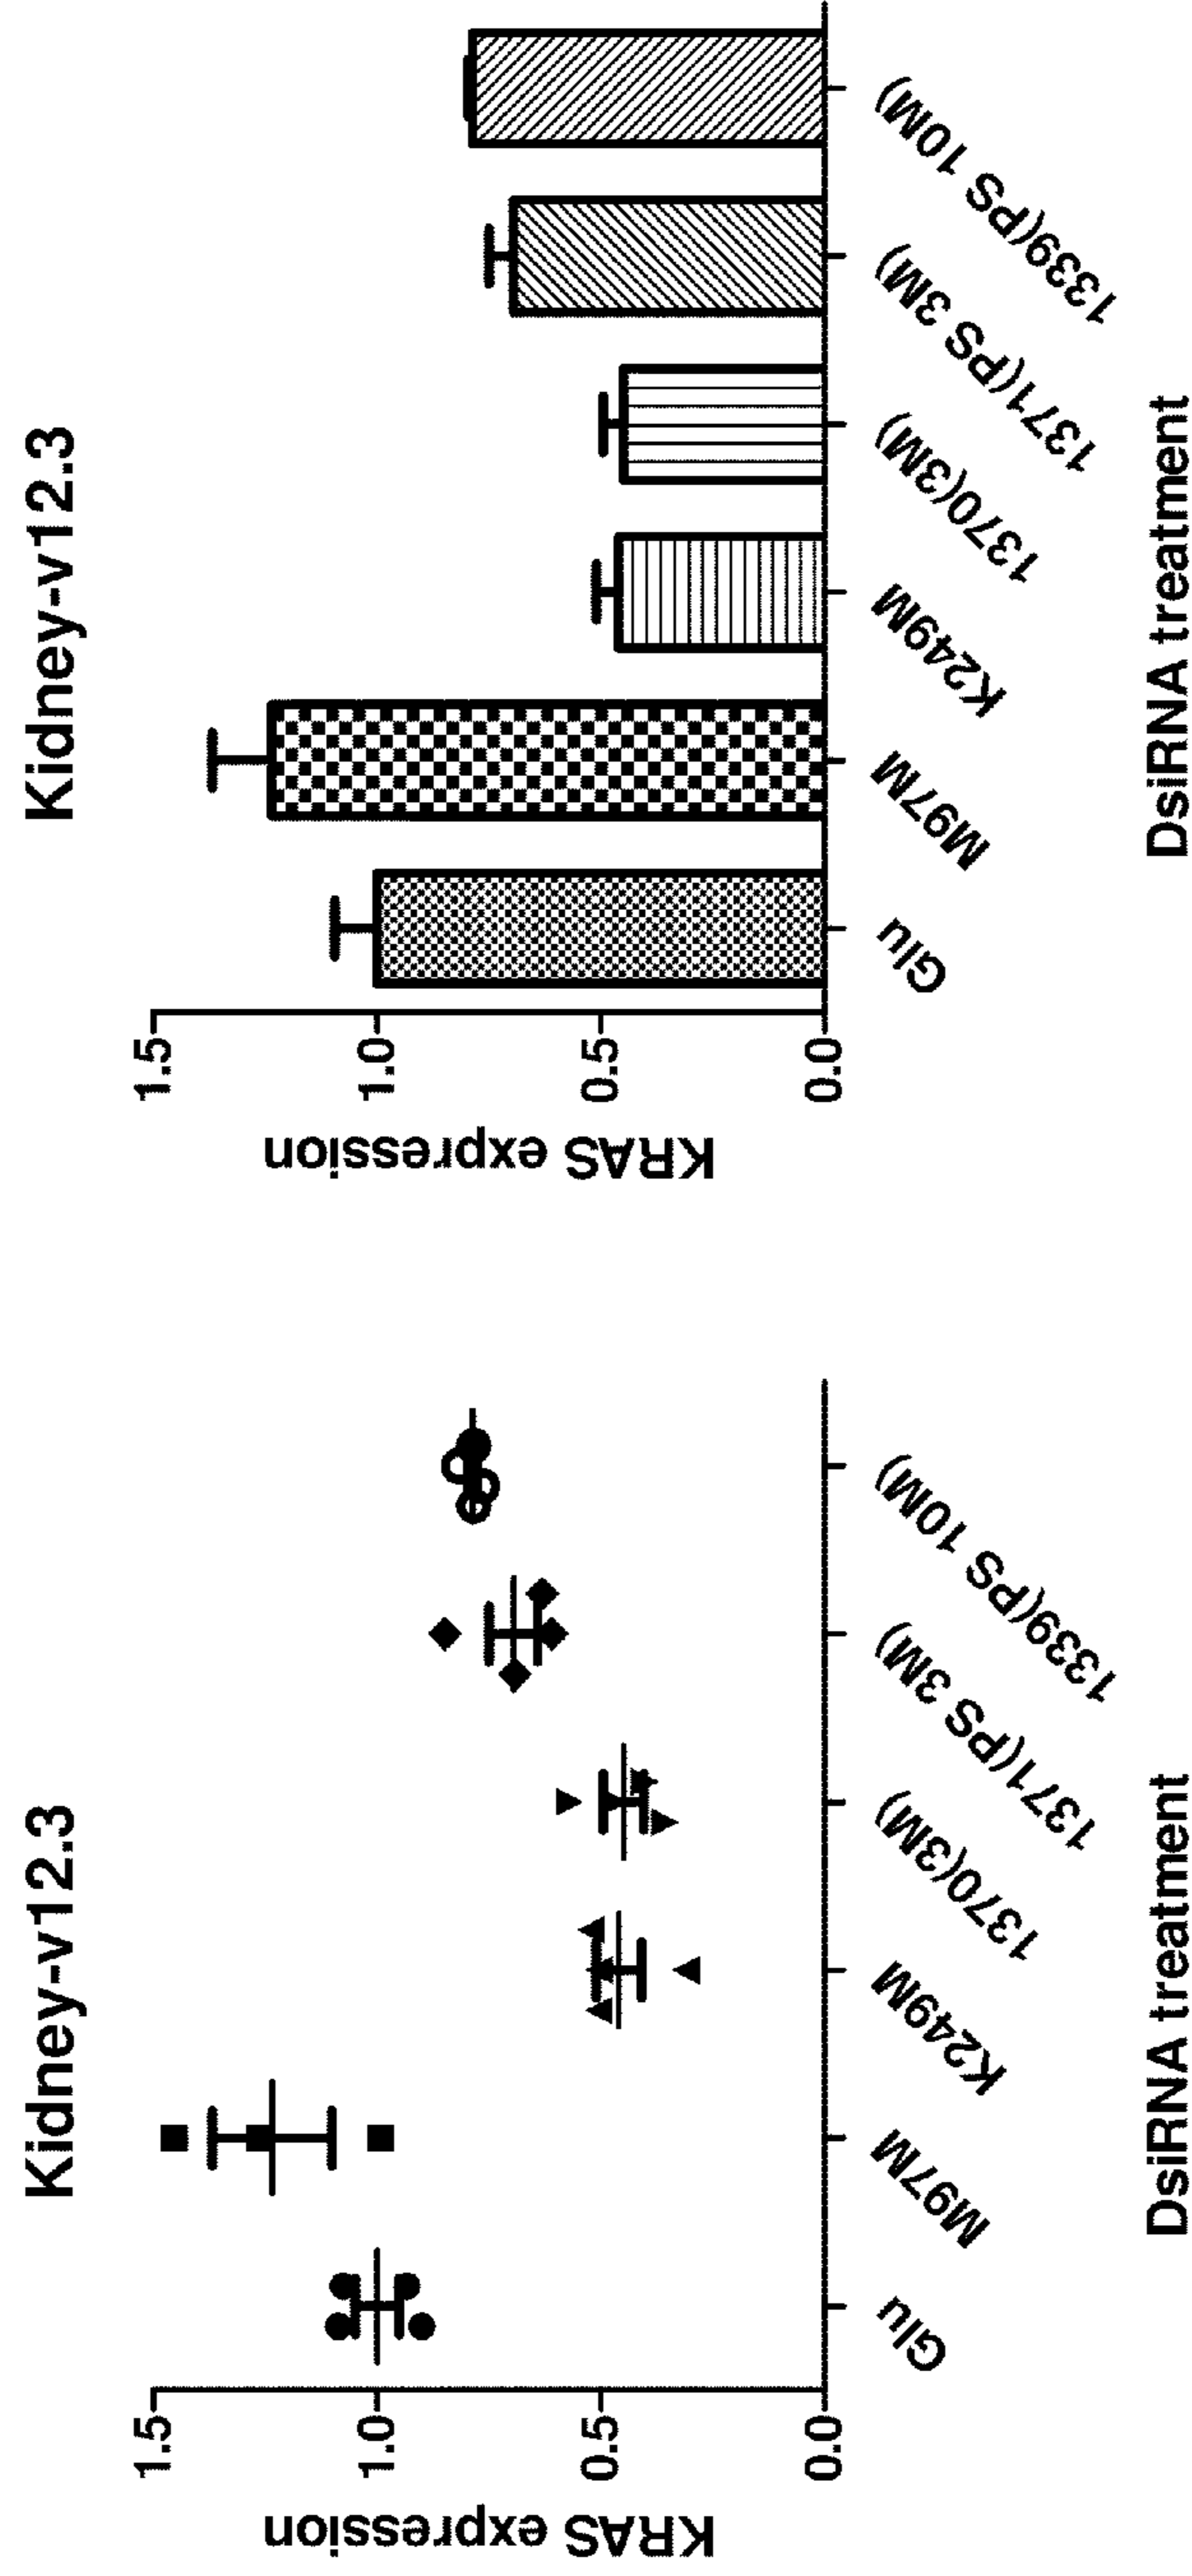 Kidney-v12.3
KRAS expression
1.5
1.0
0.5
0.0
Glu
M97M
K249M
1370(3M)
1371(PS 3M)
1339(PS 10M)
DsiRNA treatment
Kidney-v12.3
KRAS expression
1.5
1.0
0.5
0.0
Glu
M97M
K249M
1370(3M)
1371(PS 3M)
1339(PS 10M)
DsiRNA treatment